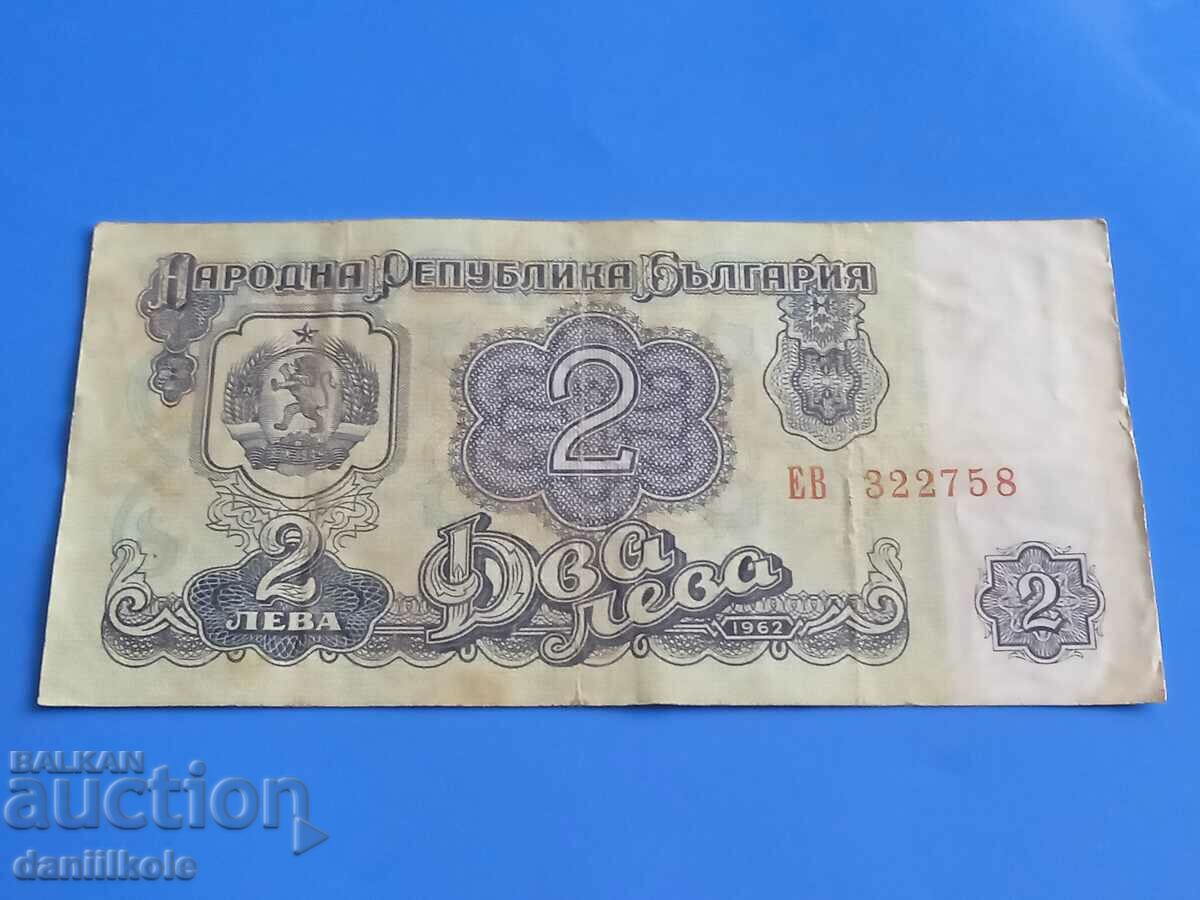 НАРОДНА РЕПУБЛИКА БЪЛГАРИЯ
2
ЕВ 322758
2
ЛЕВА
Два
лева
1962
2
BALKAN
auction
daniilkole